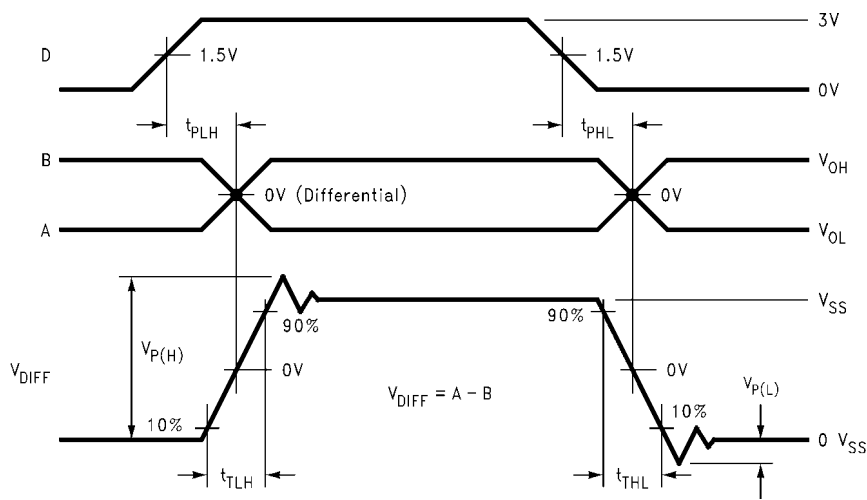 3V
D
1.5V
1.5V
0V
tPLH
tPHL
B
VOH
0V (Differential)
0V
A
VOL
VSS
90%
90%
VP(H)
VDIFF
0V
0V
VP(L)
VDIFF = A – B
10%
10%
0 VSS
tTLH
tTHL